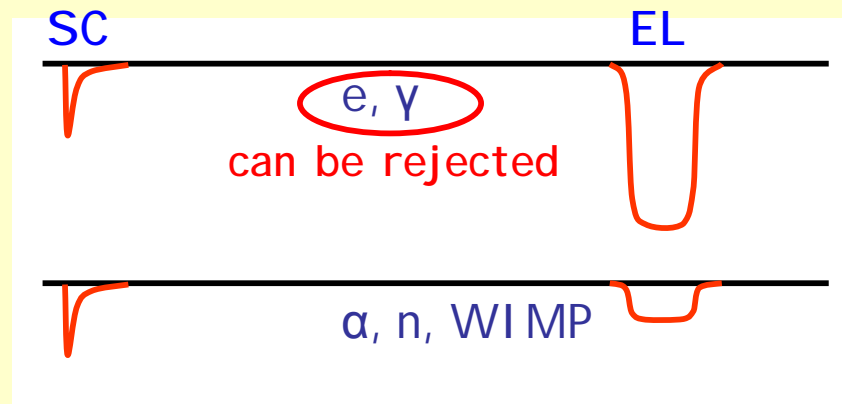 SC EL
e, γ
can be rejected
α, n, WIMP